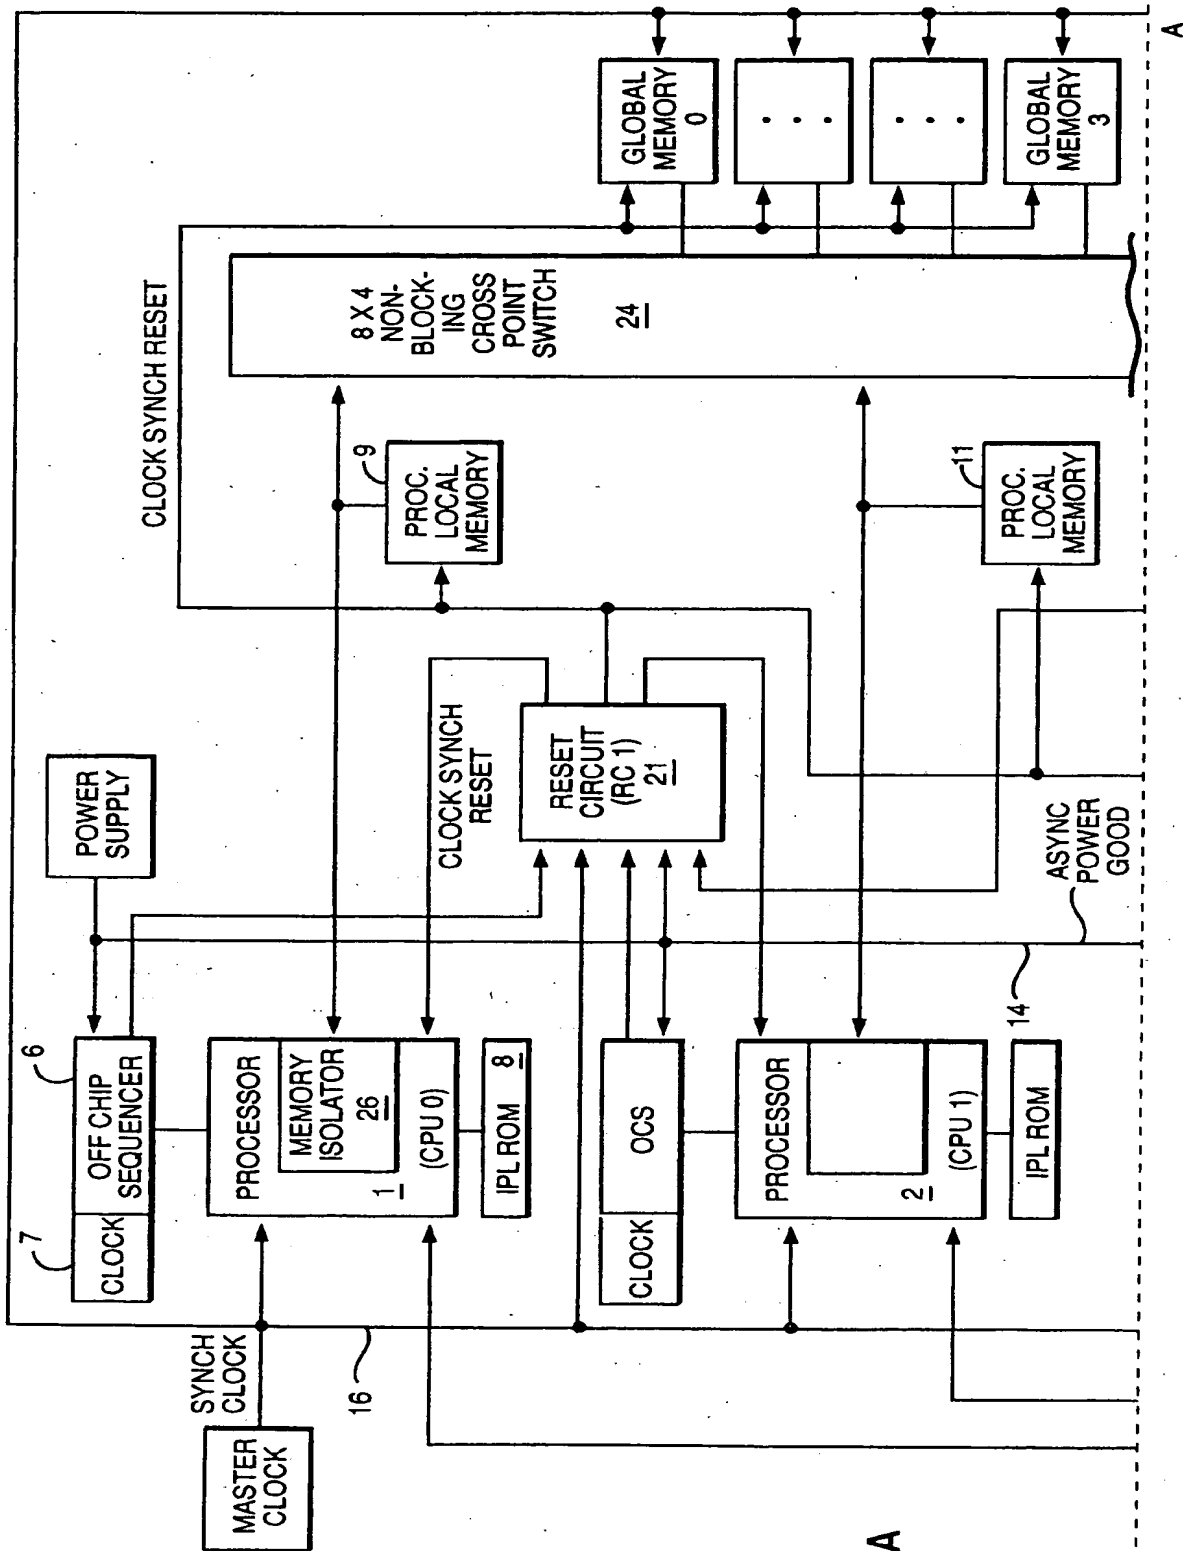 MASTER
CLOCK
SYNCH
CLOCK
16
7
6
CLOCK
OFF CHIP
SEQUENCER
POWER
SUPPLY
PROCESSOR
MEMORY
ISOLATOR
26
1
(CPU 0)
IPL ROM
8
CLOCK SYNCH
RESET
CLOCK SYNCH RESET
RESET
CIRCUIT
(RC 1)
21
9
PROC.
LOCAL
MEMORY
8 X 4
NON-
BLOCK-
ING
CROSS
POINT
SWITCH
24
GLOBAL
MEMORY
0
. . .
. . .
GLOBAL
MEMORY
3
CLOCK
OCS
PROCESSOR
2
(CPU 1)
IPL ROM
14
ASYNC
POWER
GOOD
11
PROC.
LOCAL
MEMORY
A
A